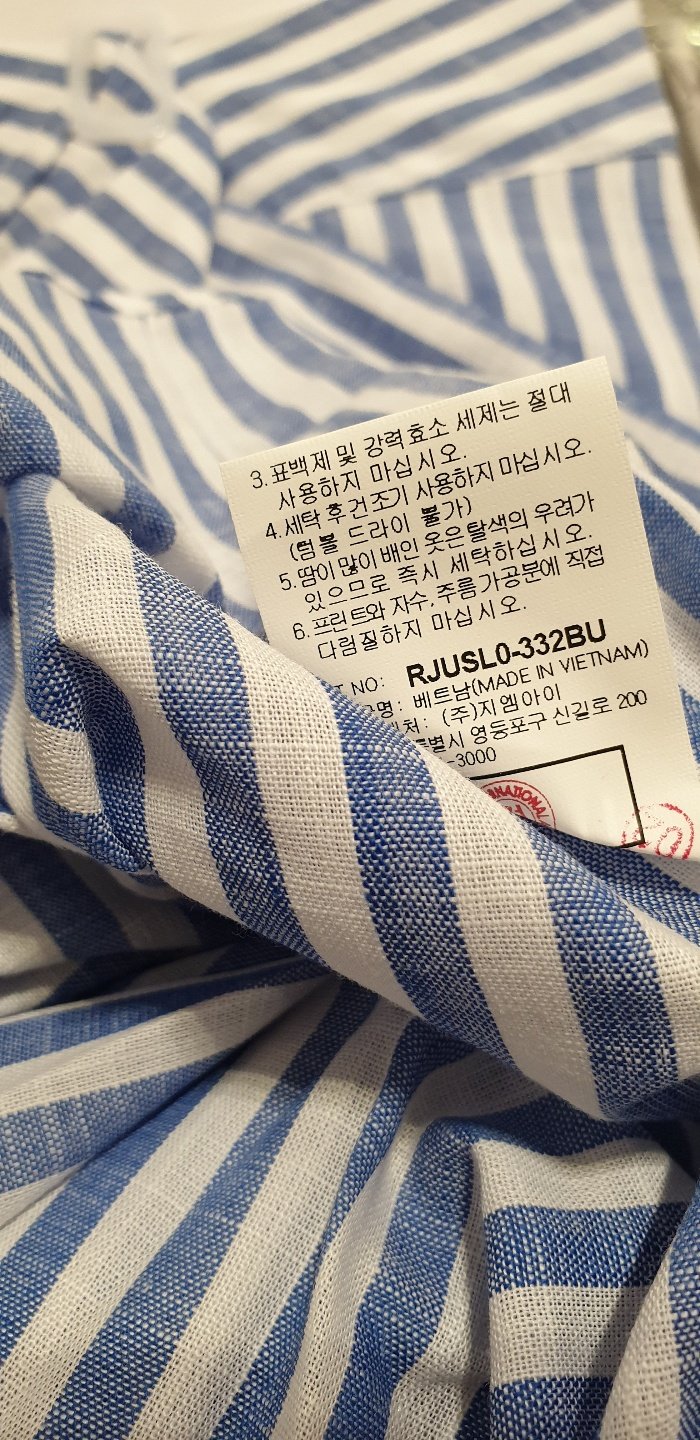 3. 표백제 및 강력효소 세제는 절대
사용하지 마십시오.
4. 세탁 후 건조기 사용하지 마십시오.
(텀블 드라이 불가)
5. 땀이 많이 배인 옷은 탈색의 우려가
있으므로 즉시 세탁하십시오.
6. 프린트와 자수, 주름가공분에 직접
다림질하지 마십시오.
NO: RJUSL0-332BU
명: 베트남(MADE IN VIETNAM)
처: (주)지엠아이
별시 영등포구 신길로 200
-3000